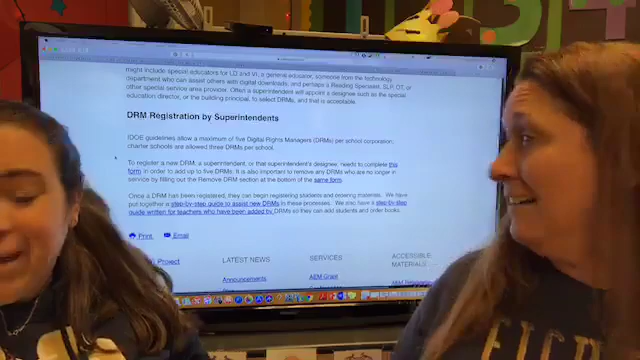 might include special educators for LD and VI, a general educator, someone from the technology
department who can assist others with digital downloads, and perhaps a Reading Specialist, SLP, OT, or
other special service area provider. Often a superintendent will appoint a designee such as the special
education director, or the building principal, to select DRMs, and that is acceptable.
DRM Registration by Superintendents
IDOE guidelines allow a maximum of five Digital Rights Managers (DRMs) per school corporation,
charter schools are allowed three DRMs per school.
To register a new DRM, a superintendent, or that superintendent's designee, needs to complete this
form in order to add up to five DRMs. It is also important to remove any DRMs who are no longer in
service by filling out the Remove DRM section at the bottom of the same form.
Once a DRM has been registered, they can begin registering students and ordering materials. We have
put together a step-by-step guide to assist new DRMs in these processes. We also have a step-by-step
guide written for teachers who have been added by DRMs so they can add students and order books.
Print Email
Project
LATEST NEWS
SERVICES
ACCESSIBLE
MATERIALS
Announcements
AEM Grant